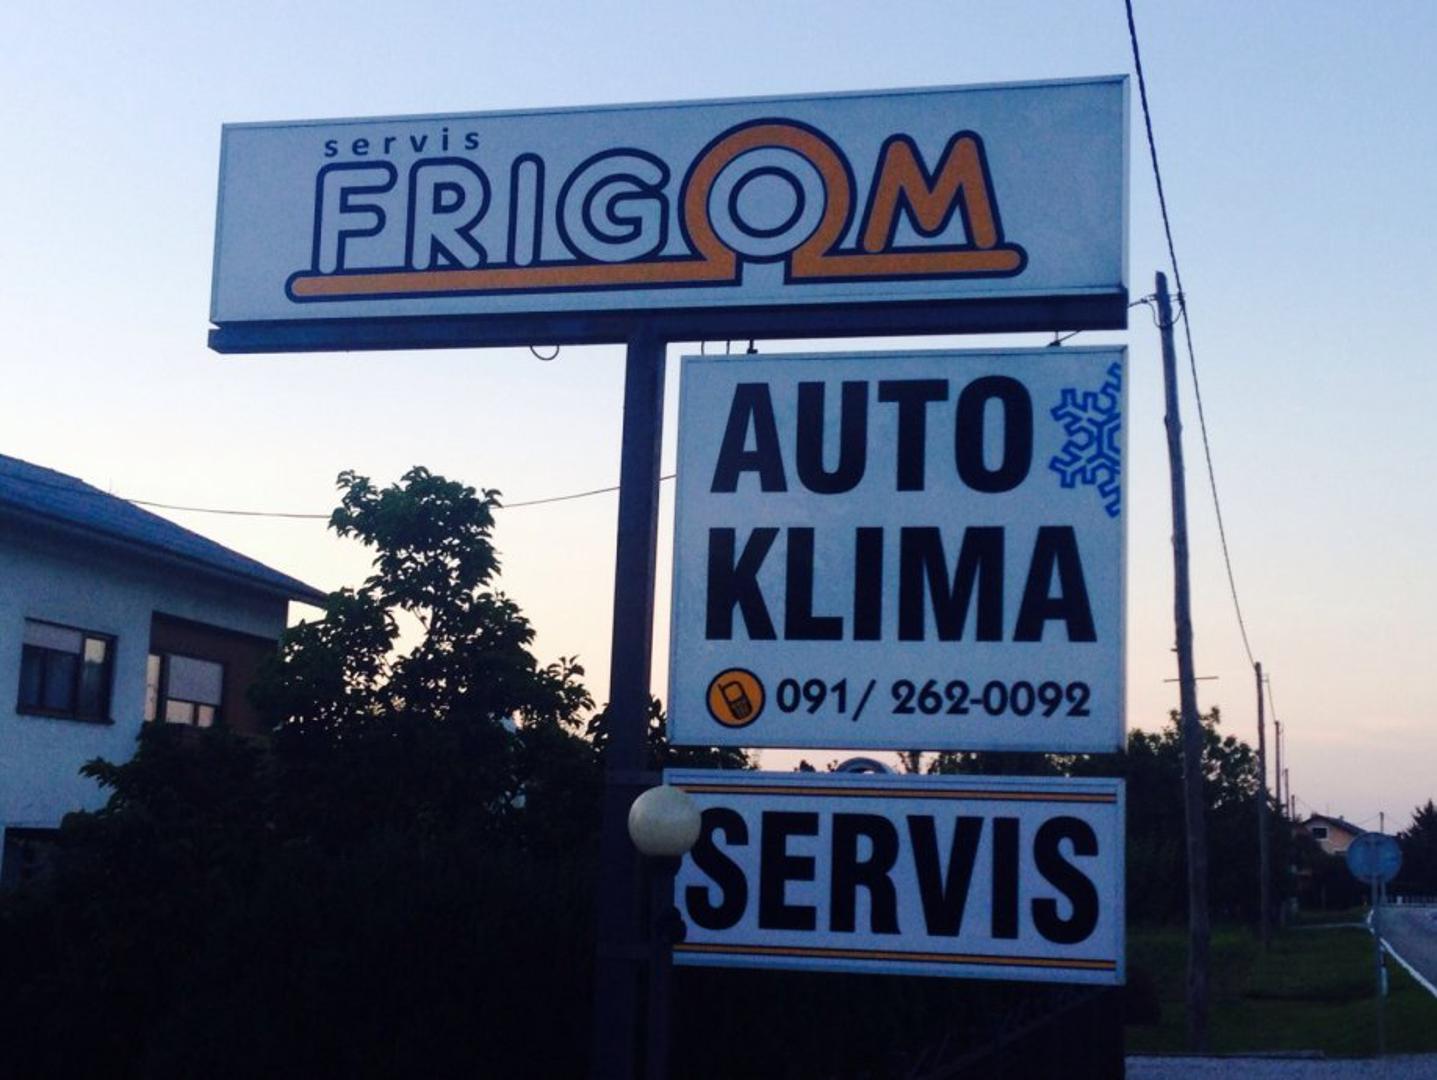 servis
FRIGOM
AUTO
KLIMA
091/ 262-0092
SERVIS